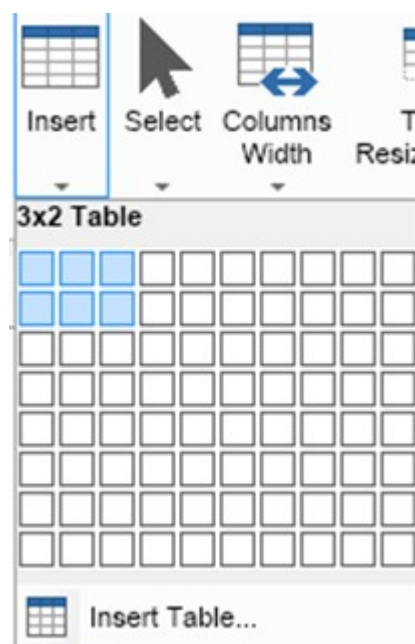 Insert
Select
Columns
Width
3x2 Table
Insert Table...